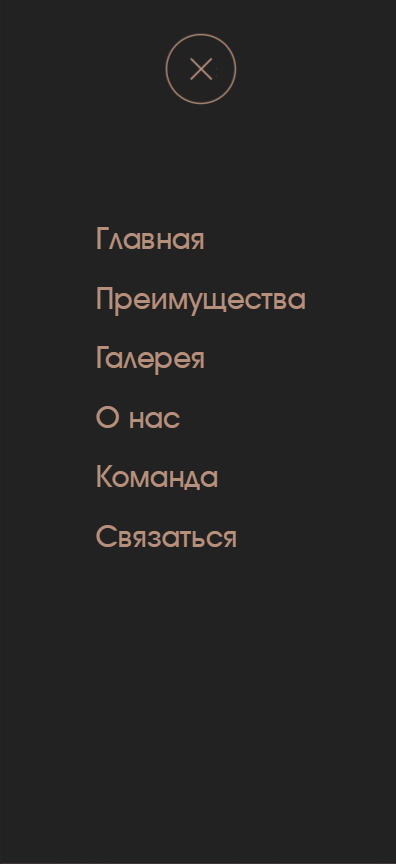 Главная
Преимущества
Галерея
О нас
Команда
Связаться